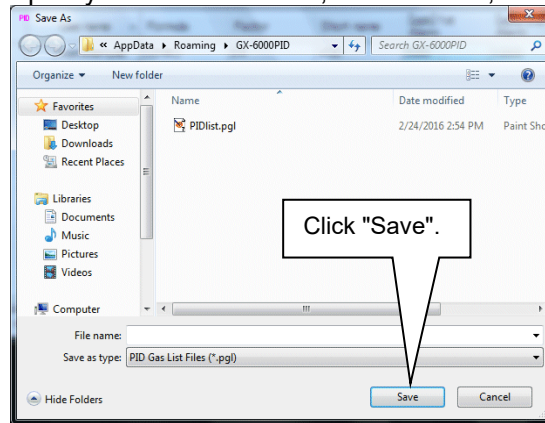 PID Save As
« AppData ▸ Roaming ▸ GX-6000PID
Search GX-6000PID
Organize ▾ New folder
Favorites
Desktop
Downloads
Recent Places
Libraries
Documents
Music
Pictures
Videos
Computer
Name Date modified Type
PIDlist.pgl 2/24/2016 2:54 PM Paint Sho
Click "Save".
File name:
Save as type: PID Gas List Files (*.pgl)
Hide Folders
Save Cancel